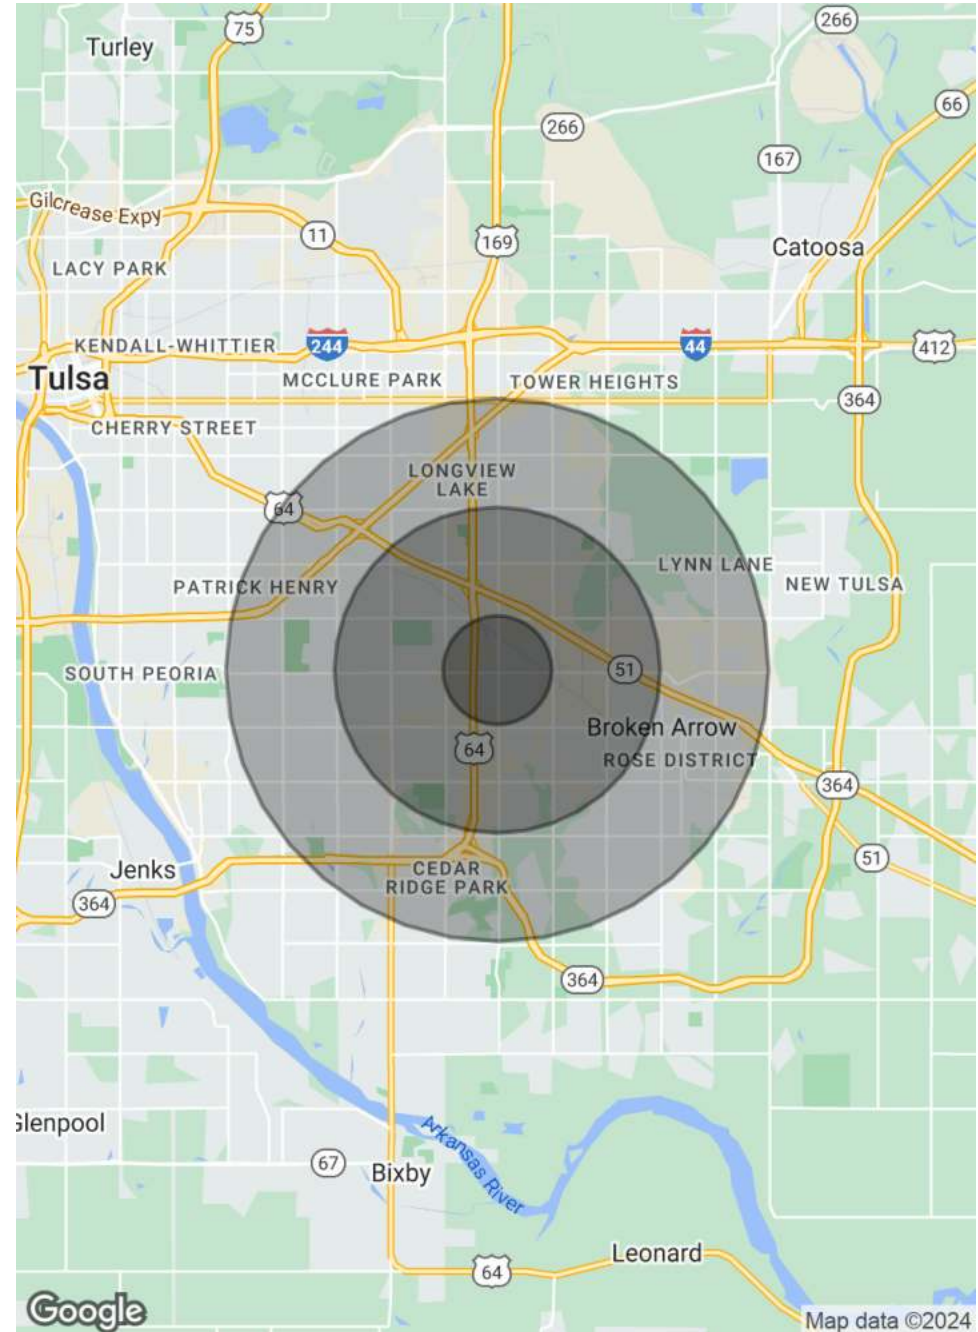 266
75
Turley
66
266
167
Gilcrease Expy
11
169
Catoosa
LACY PARK
KENDALL-WHITTIER
244
44
412
Tulsa
MCCLURE PARK
TOWER HEIGHTS
364
CHERRY STREET
LONGVIEW
LAKE
64
LYNN LANE
PATRICK HENRY
NEW TULSA
SOUTH PEORIA
51
Broken Arrow
64
ROSE DISTRICT
364
51
Jenks
CEDAR
RIDGE PARK
364
364
Glenpool
Arkansas River
67
Bixby
Leonard
64
Google
Map data ©2024